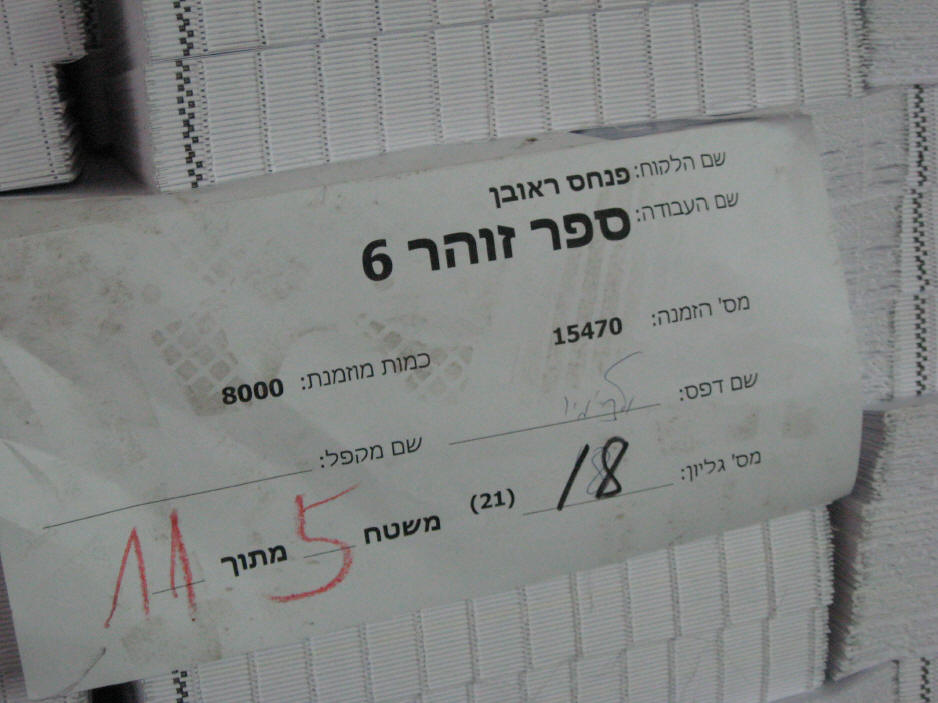 שם הלקוח: פנחס ראובן
שם העבודה: ספר זוהר 6
מס' הזמנה: 15470 כמות מוזמנת: 8000
שם דפס:
שם מקפל:
מס' גליון: 18 (21)
משטח 5 מתוך 11